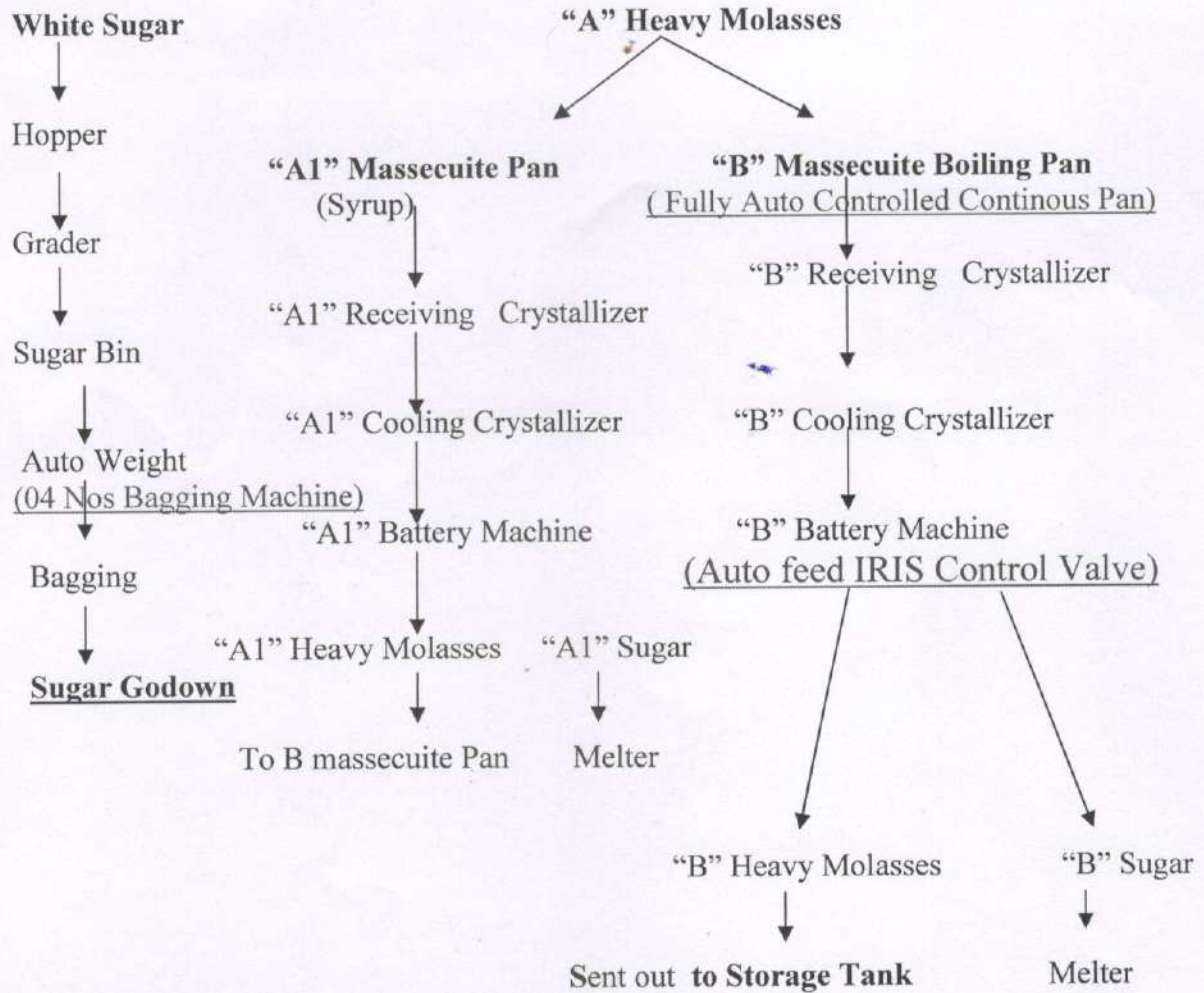 White Sugar
Hopper
Grader
Sugar Bin
Auto Weight
(04 Nos Bagging Machine)
Bagging
Sugar Godown
“A” Heavy Molasses
“A1” Massecuite Pan
(Syrup)
“A1” Receiving Crystallizer
“A1” Cooling Crystallizer
“A1” Battery Machine
“A1” Heavy Molasses
To B massecuite Pan
“A1” Sugar
Melter
“B” Massecuite Boiling Pan
( Fully Auto Controlled Continous Pan)
“B” Receiving Crystallizer
“B” Cooling Crystallizer
“B” Battery Machine
(Auto feed IRIS Control Valve)
“B” Heavy Molasses
Sent out to Storage Tank
“B” Sugar
Melter